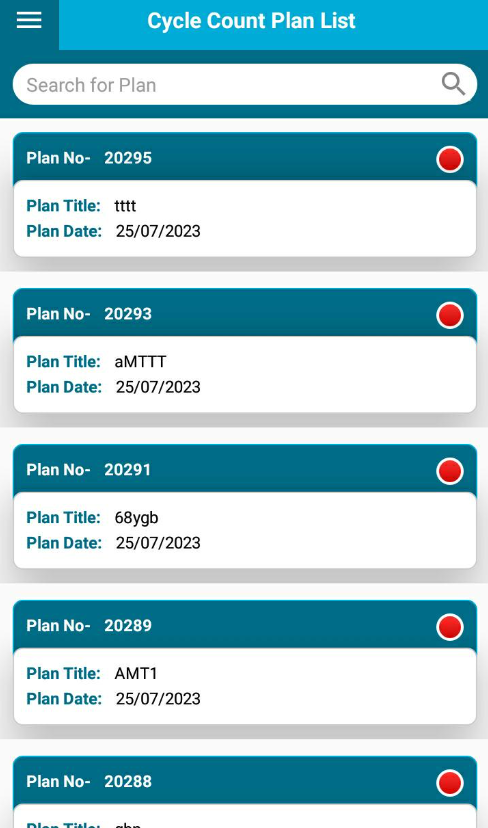 Cycle Count Plan List
Search for Plan
Plan No- 20295
Plan Title: tttt
Plan Date: 25/07/2023
Plan No- 20293
Plan Title: aMTTT
Plan Date: 25/07/2023
Plan No- 20291
Plan Title: 68ygb
Plan Date: 25/07/2023
Plan No- 20289
Plan Title: AMT1
Plan Date: 25/07/2023
Plan No- 20288
Plan Title: